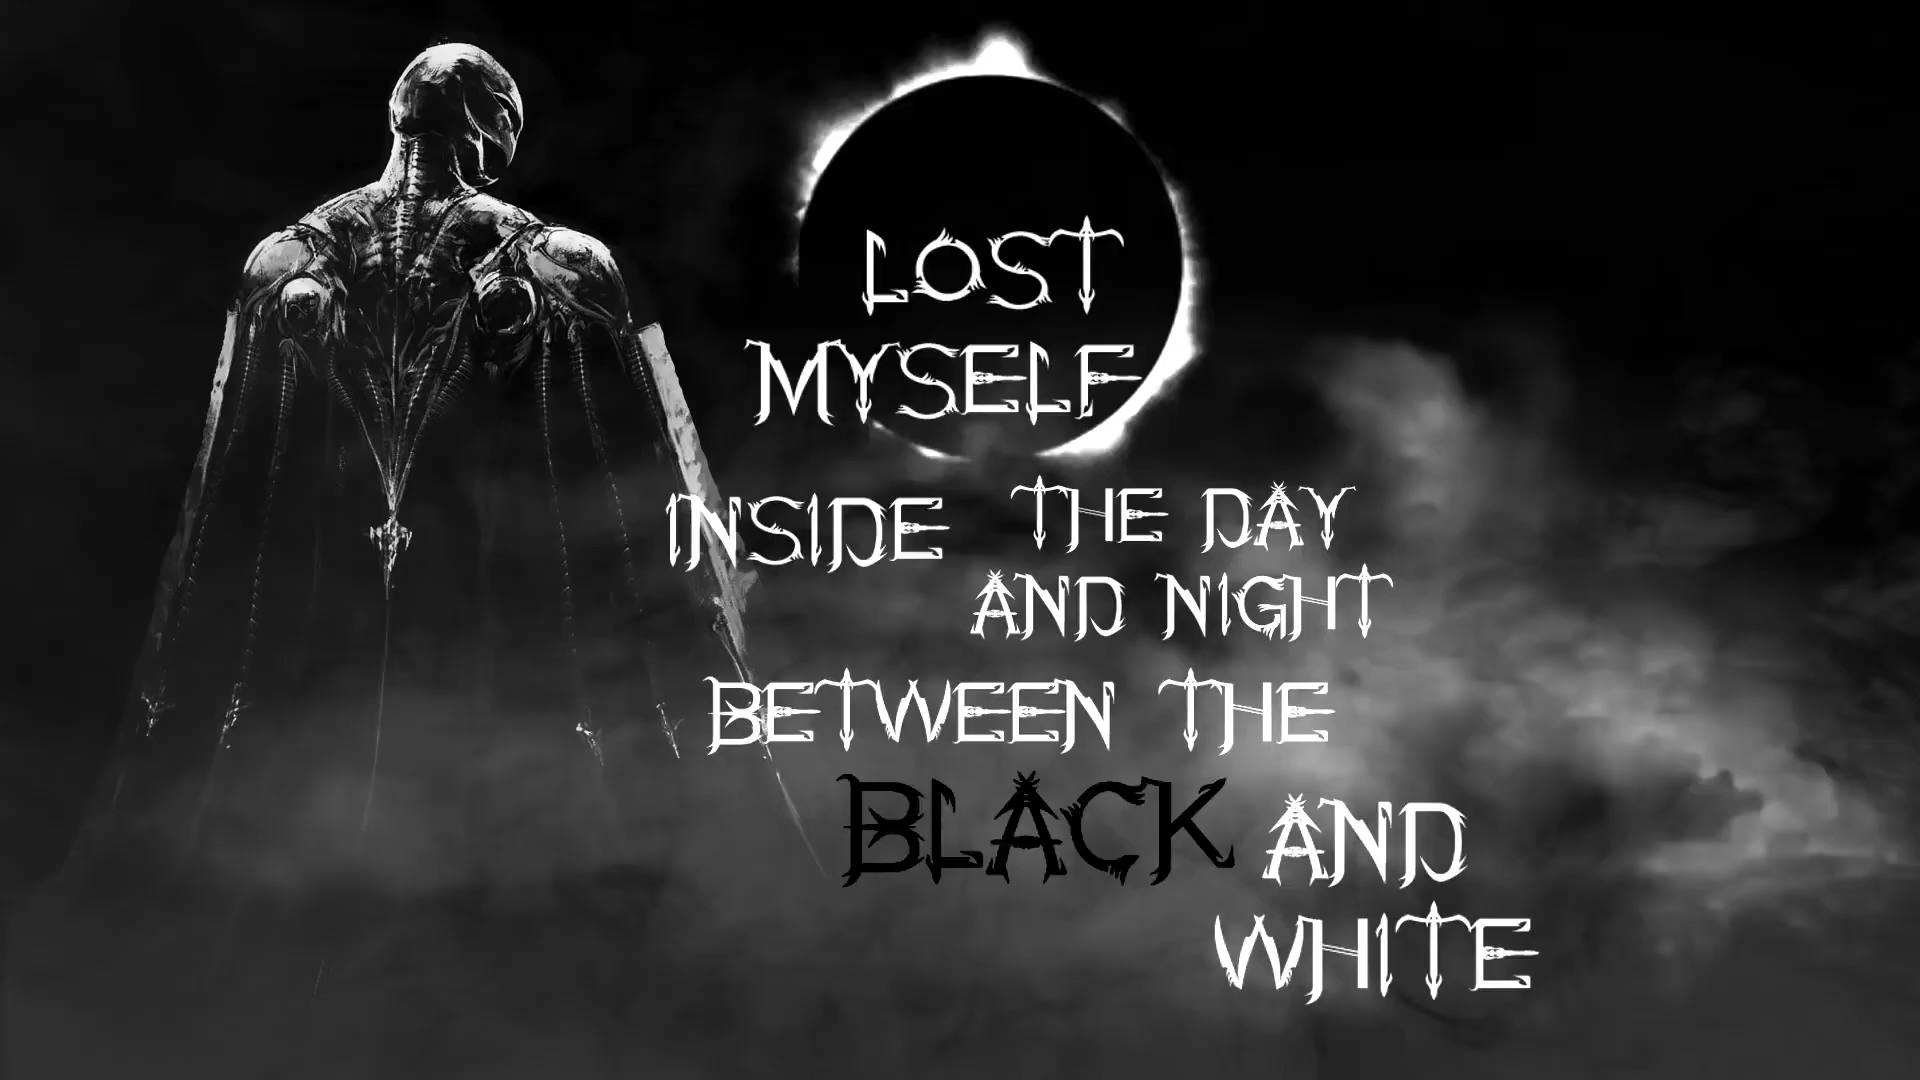 LOST
MYSELF
INSIDE THE DAY
AND NIGHT
BETWEEN THE
BLACK AND
WHITE